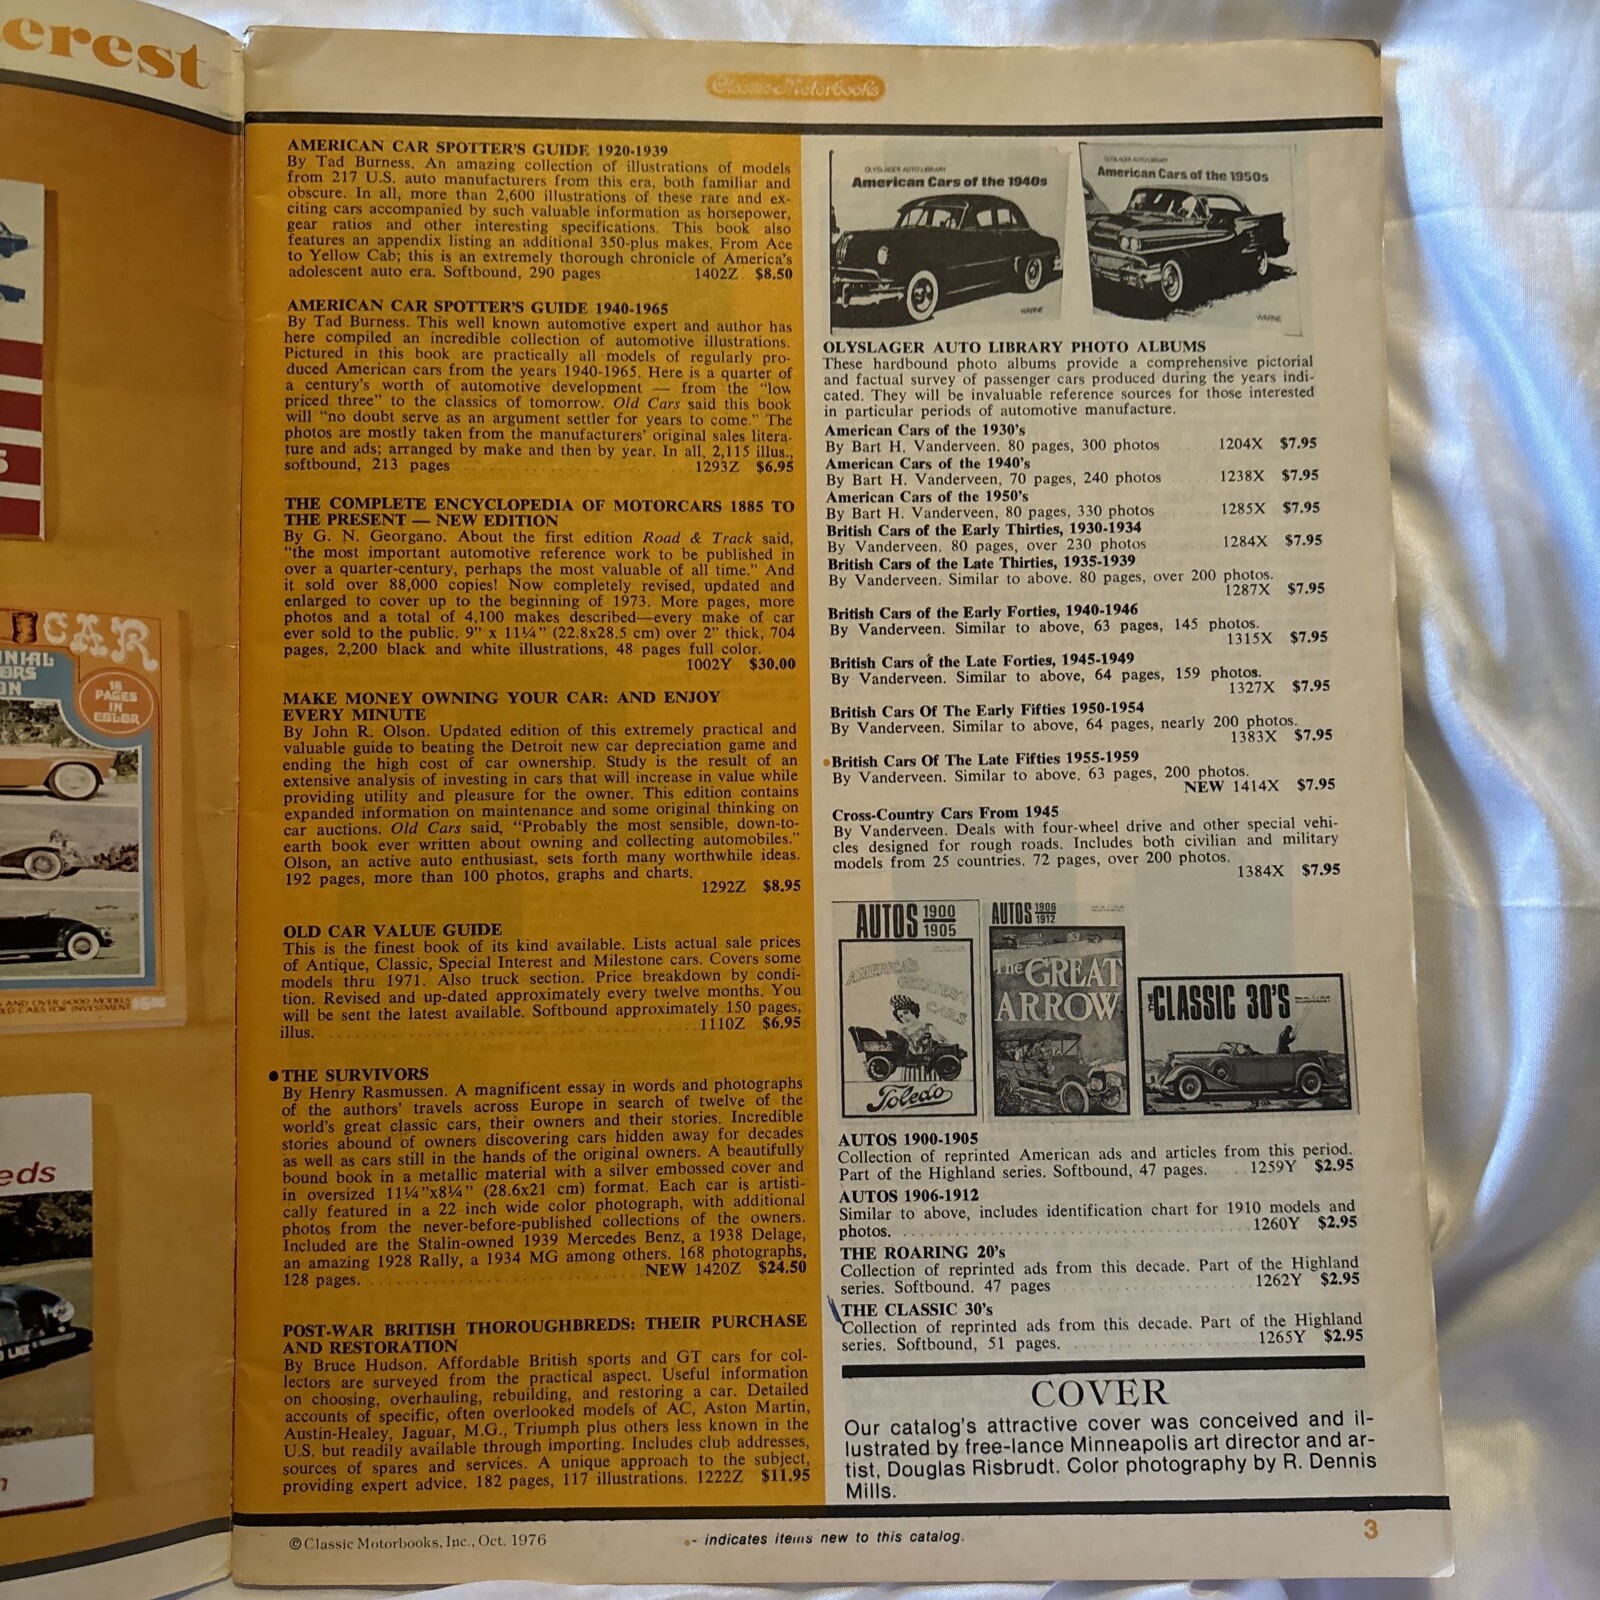 erest
CAR
NIAL
ORS
ON
16
PAGES
IN
COLOR
5
AND OVER 6000 MODELS
OLD CARS FOR INVESTMENT
eds
Classic Motorbooks
AMERICAN CAR SPOTTER'S GUIDE 1920-1939
By Tad Burness. An amazing collection of illustrations of models
from 217 U.S. auto manufacturers from this era, both familiar and
obscure. In all, more than 2,600 illustrations of these rare and ex-
citing cars accompanied by such valuable information as horsepower,
gear ratios and other interesting specifications. This book also
features an appendix listing an additional 350-plus makes. From Ace
to Yellow Cab; this is an extremely thorough chronicle of America's
adolescent auto era. Softbound, 290 pages 1402Z $8.50
AMERICAN CAR SPOTTER'S GUIDE 1940-1965
By Tad Burness. This well known automotive expert and author has
here compiled an incredible collection of automotive illustrations.
Pictured in this book are practically all models of regularly pro-
duced American cars from the years 1940-1965. Here is a quarter of
a century's worth of automotive development — from the "low
priced three" to the classics of tomorrow. Old Cars said this book
will "no doubt serve as an argument settler for years to come." The
photos are mostly taken from the manufacturers' original sales litera-
ture and ads; arranged by make and then by year. In all, 2,115 illus.,
softbound, 213 pages 1293Z $6.95
THE COMPLETE ENCYCLOPEDIA OF MOTORCARS 1885 TO
THE PRESENT — NEW EDITION
By G. N. Georgano. About the first edition Road & Track said,
"the most important automotive reference work to be published in
over a quarter-century, perhaps the most valuable of all time." And
it sold over 88,000 copies! Now completely revised, updated and
enlarged to cover up to the beginning of 1973. More pages, more
photos and a total of 4,100 makes described—every make of car
ever sold to the public. 9" x 11¼" (22.8x28.5 cm) over 2" thick, 704
pages, 2,200 black and white illustrations, 48 pages full color.
1002Y $30.00
MAKE MONEY OWNING YOUR CAR: AND ENJOY
EVERY MINUTE
By John R. Olson. Updated edition of this extremely practical and
valuable guide to beating the Detroit new car depreciation game and
ending the high cost of car ownership. Study is the result of an
extensive analysis of investing in cars that will increase in value while
providing utility and pleasure for the owner. This edition contains
expanded information on maintenance and some original thinking on
car auctions. Old Cars said, "Probably the most sensible, down-to-
earth book ever written about owning and collecting automobiles."
Olson, an active auto enthusiast, sets forth many worthwhile ideas.
192 pages, more than 100 photos, graphs and charts.
1292Z $8.95
OLD CAR VALUE GUIDE
This is the finest book of its kind available. Lists actual sale prices
of Antique, Classic, Special Interest and Milestone cars. Covers some
models thru 1971. Also truck section. Price breakdown by condi-
tion. Revised and up-dated approximately every twelve months. You
will be sent the latest available. Softbound approximately 150 pages,
illus. 1110Z $6.95
● THE SURVIVORS
By Henry Rasmussen. A magnificent essay in words and photographs
of the authors' travels across Europe in search of twelve of the
world's great classic cars, their owners and their stories. Incredible
stories abound of owners discovering cars hidden away for decades
as well as cars still in the hands of the original owners. A beautifully
bound book in a metallic material with a silver embossed cover and
in oversized 11¼"x8¼" (28.6x21 cm) format. Each car is artisti-
cally featured in a 22 inch wide color photograph, with additional
photos from the never-before-published collections of the owners.
Included are the Stalin-owned 1939 Mercedes Benz, a 1938 Delage,
an amazing 1928 Rally, a 1934 MG among others. 168 photographs,
128 pages. NEW 1420Z $24.50
POST-WAR BRITISH THOROUGHBREDS: THEIR PURCHASE
AND RESTORATION
By Bruce Hudson. Affordable British sports and GT cars for col-
lectors are surveyed from the practical aspect. Useful information
on choosing, overhauling, rebuilding, and restoring a car. Detailed
accounts of specific, often overlooked models of AC, Aston Martin,
Austin-Healey, Jaguar, M.G., Triumph plus others less known in the
U.S. but readily available through importing. Includes club addresses,
sources of spares and services. A unique approach to the subject,
providing expert advice. 182 pages, 117 illustrations. 1222Z $11.95
OLYSLAGER AUTO LIBRARY
American Cars of the 1940s
WARNE
OLYSLAGER AUTO LIBRARY
American Cars of the 1950s
WARNE
OLYSLAGER AUTO LIBRARY PHOTO ALBUMS
These hardbound photo albums provide a comprehensive pictorial
and factual survey of passenger cars produced during the years indi-
cated. They will be invaluable reference sources for those interested
in particular periods of automotive manufacture.
American Cars of the 1930's
By Bart H. Vanderveen. 80 pages, 300 photos 1204X $7.95
American Cars of the 1940's
By Bart H. Vanderveen, 70 pages, 240 photos 1238X $7.95
American Cars of the 1950's
By Bart H. Vanderveen, 80 pages, 330 photos 1285X $7.95
British Cars of the Early Thirties, 1930-1934
By Vanderveen. 80 pages, over 230 photos 1284X $7.95
British Cars of the Late Thirties, 1935-1939
By Vanderveen. Similar to above. 80 pages, over 200 photos.
1287X $7.95
British Cars of the Early Forties, 1940-1946
By Vanderveen. Similar to above, 63 pages, 145 photos.
1315X $7.95
British Cars of the Late Forties, 1945-1949
By Vanderveen. Similar to above, 64 pages, 159 photos.
1327X $7.95
British Cars Of The Early Fifties 1950-1954
By Vanderveen. Similar to above, 64 pages, nearly 200 photos.
1383X $7.95
● British Cars Of The Late Fifties 1955-1959
By Vanderveen. Similar to above. 63 pages, 200 photos.
NEW 1414X $7.95
Cross-Country Cars From 1945
By Vanderveen. Deals with four-wheel drive and other special vehi-
cles designed for rough roads. Includes both civilian and military
models from 25 countries. 72 pages, over 200 photos.
1384X $7.95
AUTOS 1900 1905
AMERICA'S
GREATEST
CARS
Toledo
AUTOS 1906 1912
The GREAT
ARROW
THE CLASSIC 30'S
AUTOS 1900-1905
Collection of reprinted American ads and articles from this period.
Part of the Highland series. Softbound, 47 pages. 1259Y $2.95
AUTOS 1906-1912
Similar to above, includes identification chart for 1910 models and
photos. 1260Y $2.95
THE ROARING 20's
Collection of reprinted ads from this decade. Part of the Highland
series. Softbound. 47 pages 1262Y $2.95
THE CLASSIC 30's
Collection of reprinted ads from this decade. Part of the Highland
series. Softbound, 51 pages. 1265Y $2.95
COVER
Our catalog's attractive cover was conceived and il-
lustrated by free-lance Minneapolis art director and ar-
tist, Douglas Risbrudt. Color photography by R. Dennis
Mills.
© Classic Motorbooks, Inc., Oct. 1976
●- indicates items new to this catalog.
3